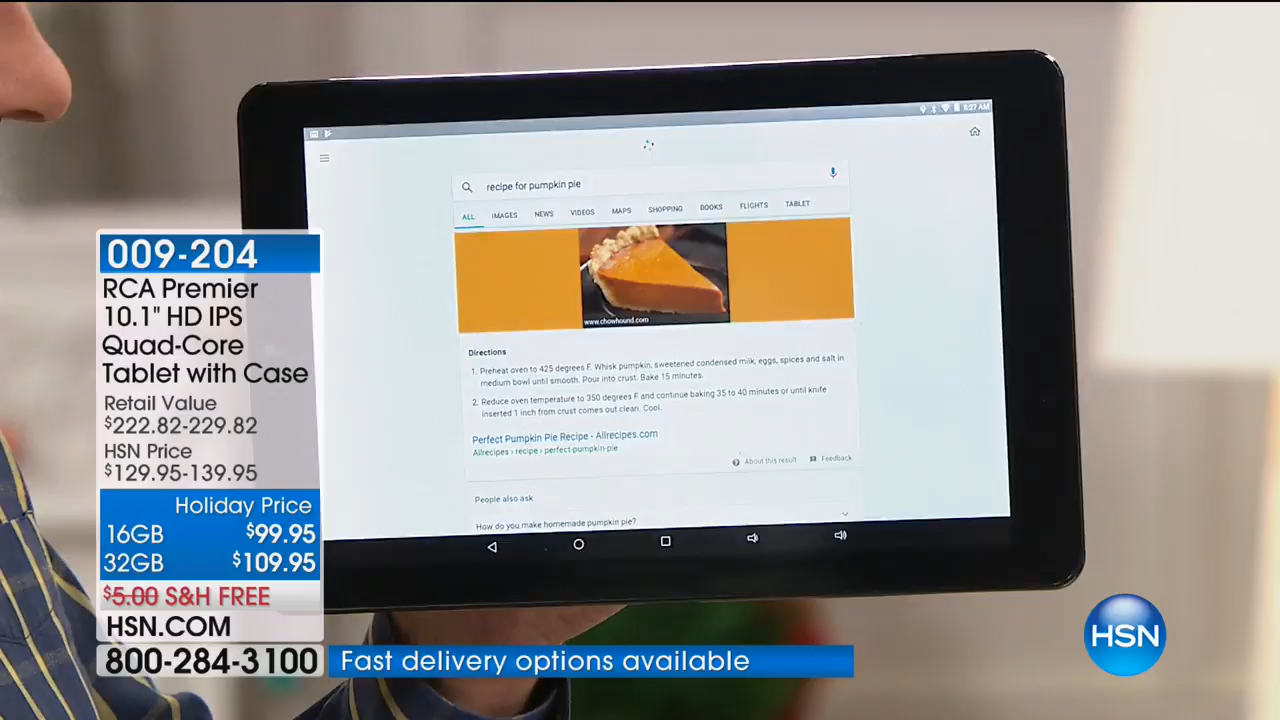 8:27 AM
recipe for pumpkin pie
ALL IMAGES NEWS VIDEOS MAPS SHOPPING BOOKS FLIGHTS TABLET
www.chowhound.com
Directions
1. Preheat oven to 425 degrees F. Whisk pumpkin, sweetened condensed milk, eggs, spices and salt in
medium bowl until smooth. Pour into crust. Bake 15 minutes.
2. Reduce oven temperature to 350 degrees F and continue baking 35 to 40 minutes or until knife
inserted 1 inch from crust comes out clean. Cool.
Perfect Pumpkin Pie Recipe - Allrecipes.com
Allrecipes › recipe › perfect-pumpkin-pie
About this result Feedback
People also ask
How do you make homemade pumpkin pie?
009-204
RCA Premier
10.1" HD IPS
Quad-Core
Tablet with Case
Retail Value
$222.82-229.82
HSN Price
$129.95-139.95
Holiday Price
16GB $99.95
32GB $109.95
$5.00 S&H FREE
HSN.COM
800-284-3100
Fast delivery options available
HSN